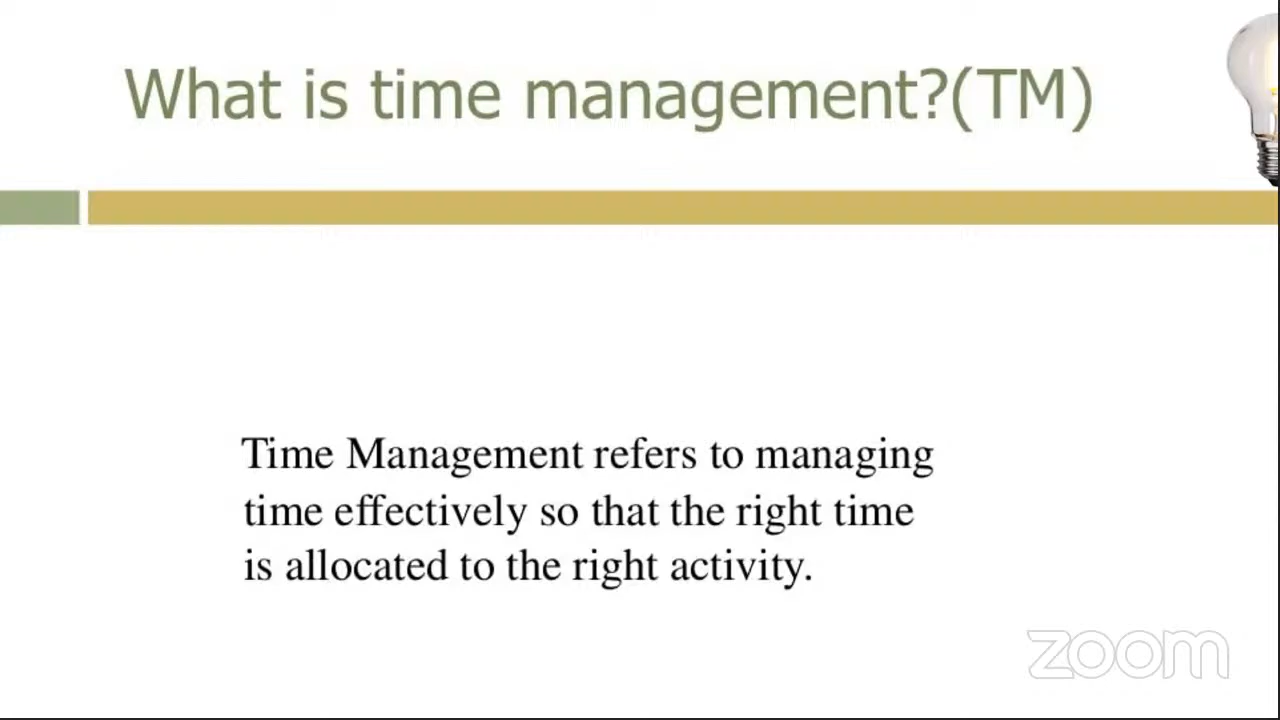 What is time management?(TM)
Time Management refers to managing
time effectively so that the right time
is allocated to the right activity.
zoom